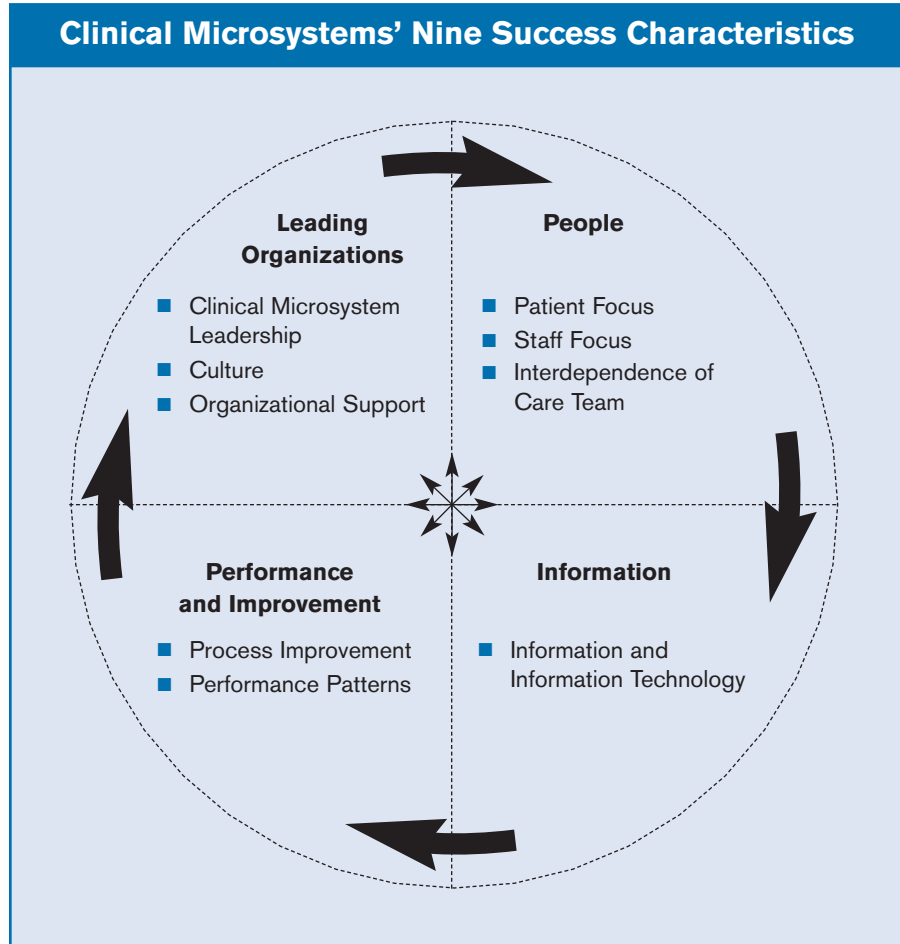 Clinical Microsystems’ Nine Success Characteristics
Leading
Organizations
Clinical Microsystem
Leadership
Culture
Organizational Support
People
Patient Focus
Staff Focus
Interdependence of
Care Team
Performance
and Improvement
Process Improvement
Performance Patterns
Information
Information and
Information Technology